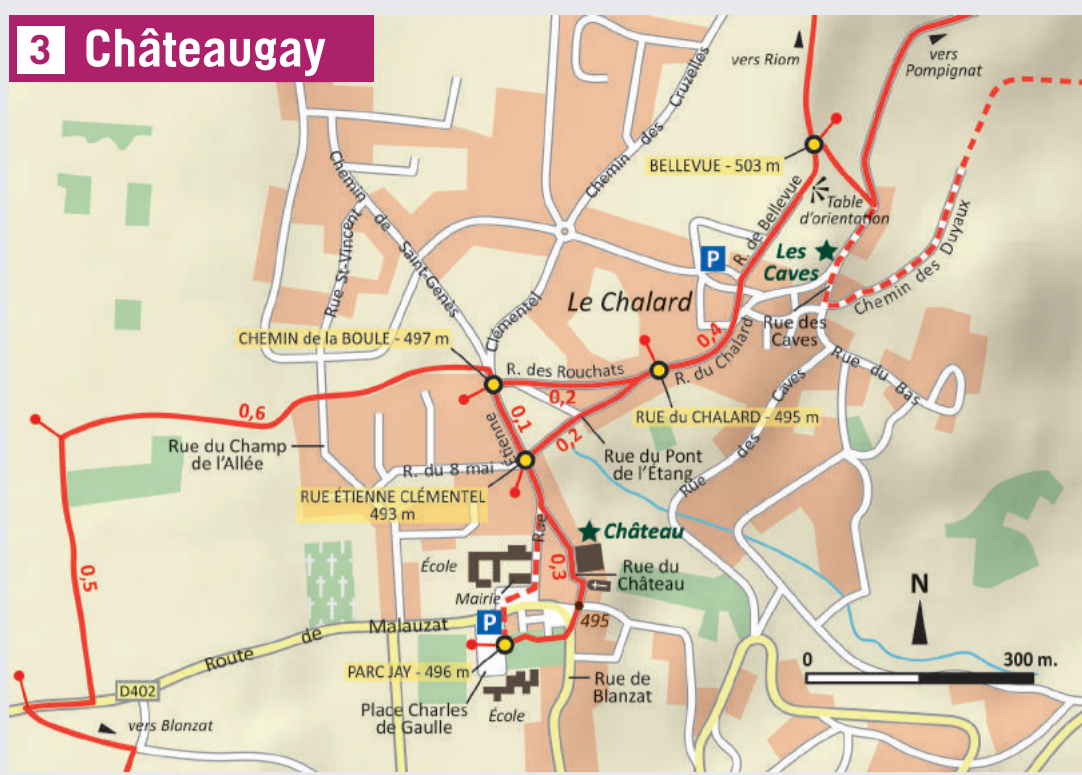 3 Châteaugay
vers Riom
vers
Pompignat
Chemin des Cruzelles
BELLEVUE - 503 m
Table
d'orientation
R. de Bellevue
P
Les
Caves
Chemin des Duyaux
Chemin de Saint-Genès
Rue St-Vincent
Le Chalard
Rue des
Caves
0,4
R. du Chalard
Clémentel
CHEMIN de la BOULE - 497 m
R. des Rouchats
0,2
Rue du Bas
RUE du CHALARD - 495 m
0,6
0,1
Étienne
0,2
Rue du Champ
de l'Allée
Rue du Pont
de l'Étang
Rue des Caves
R. du 8 mai
RUE ÉTIENNE CLÉMENTEL
493 m
Rue
Château
École
0,3
Rue du
Château
Mairie
0,5
P
495
N
Route de Malauzat
PARC JAY - 496 m
0
300 m.
D402
Rue de
Blanzat
Place Charles
de Gaulle
École
vers Blanzat